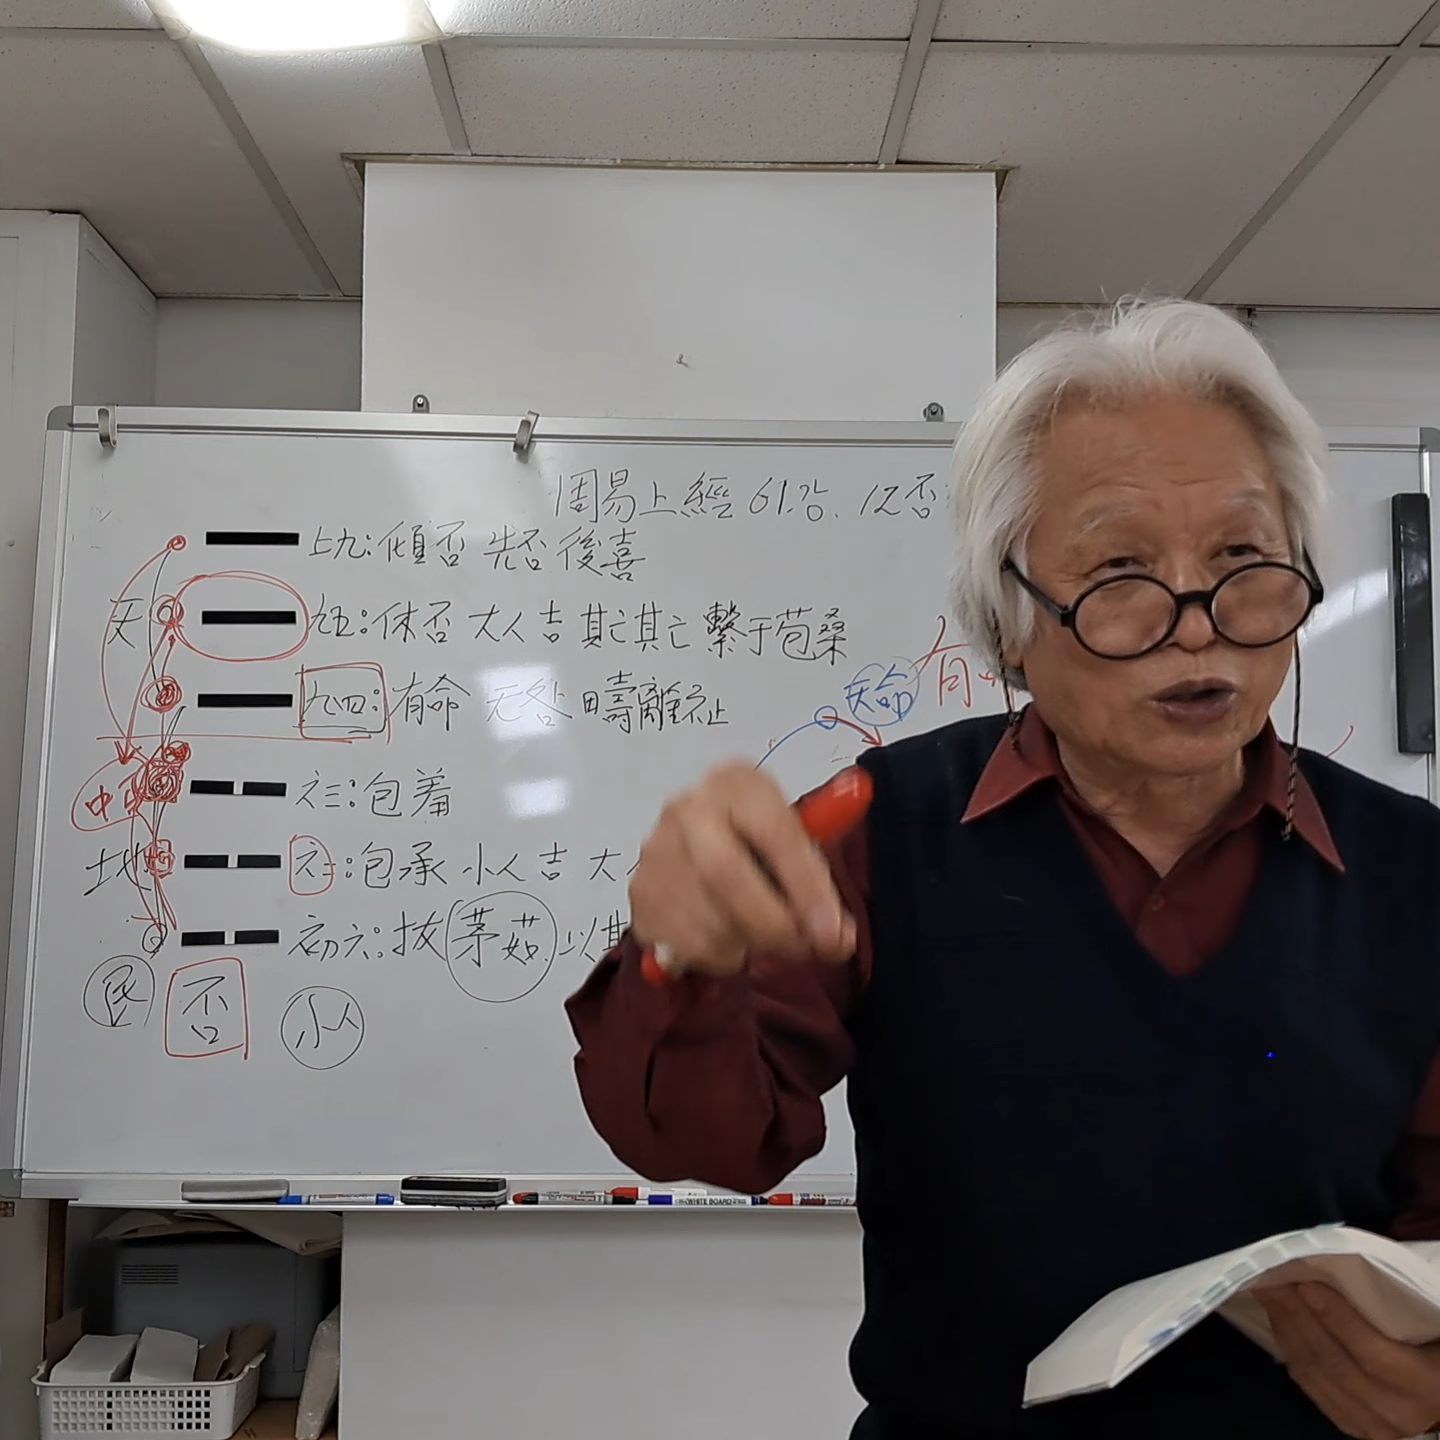 周易上經 61강. 12否
上九: 傾否 先否 後喜
天
九五: 休否 大人 吉 其亡其亡 繫于苞桑
九四: 有命 无咎 疇離祉
天命 有
六三: 包羞
中
地 六二: 包承 小人 吉 大
初六: 拔茅茹 以其
否 小人
WHITE BOARD